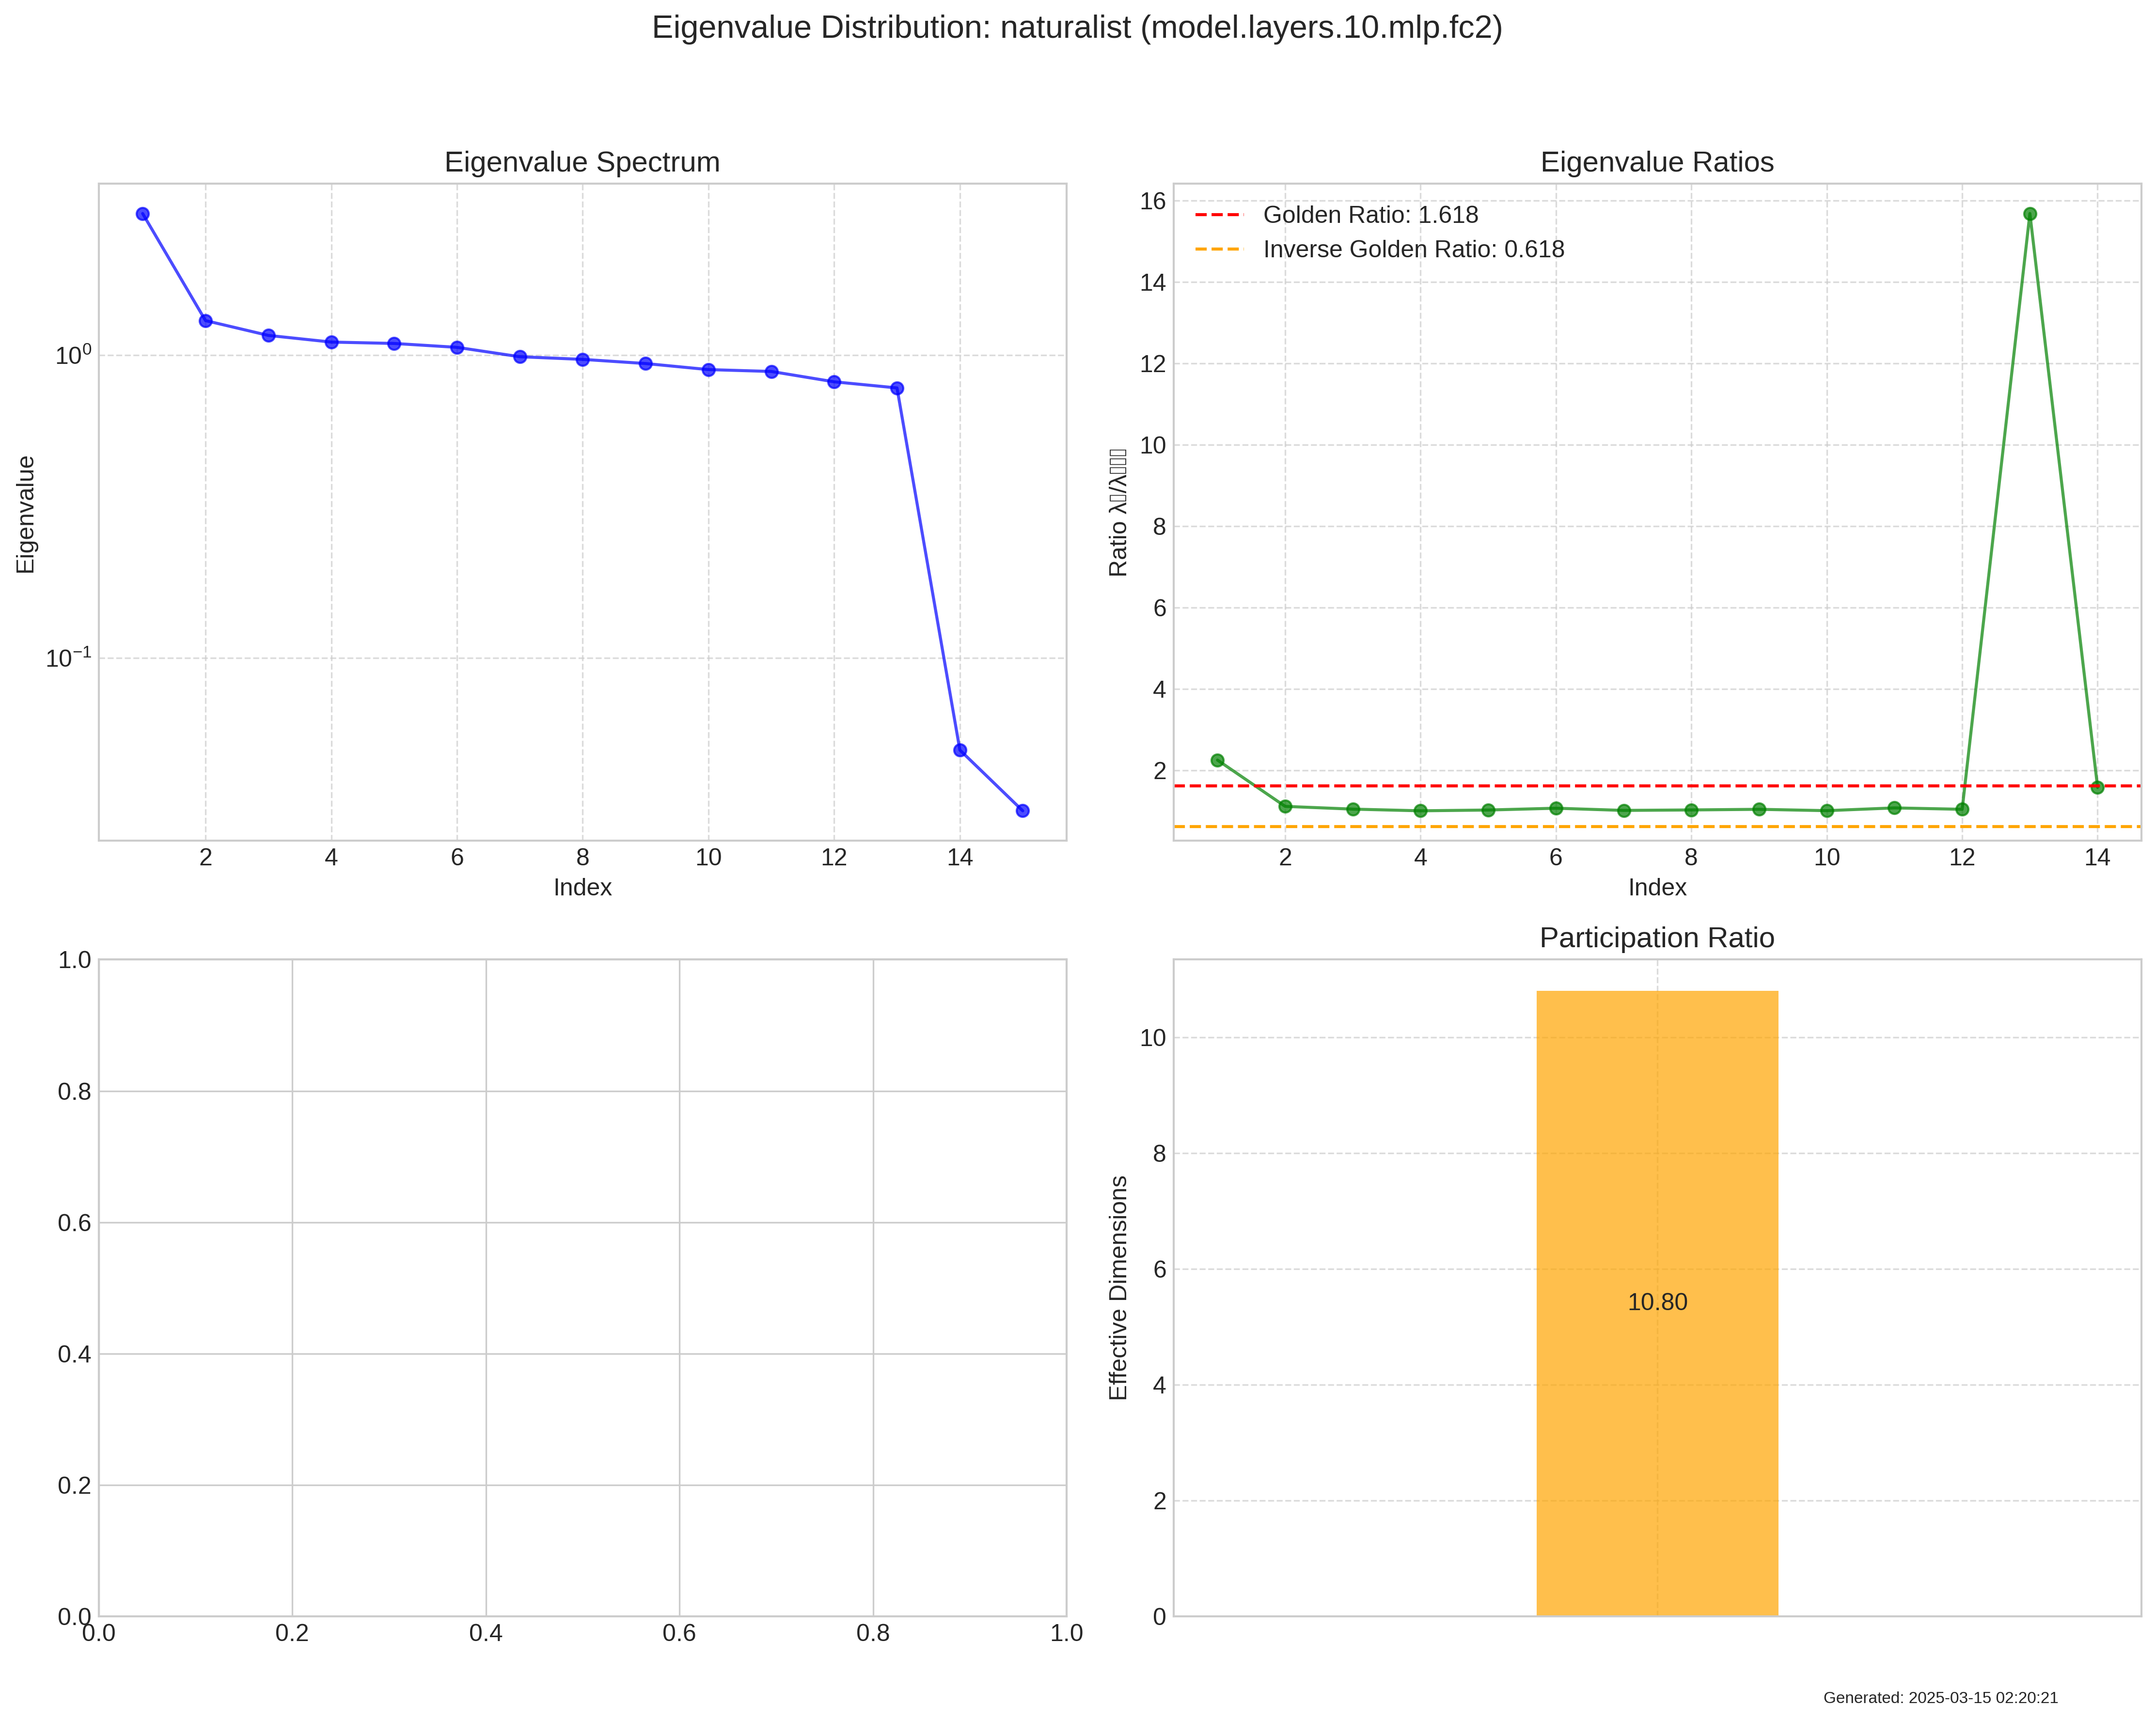 Eigenvalue Distribution: naturalist (model.layers.10.mlp.fc2)
Eigenvalue Spectrum
Eigenvalue
10⁰
10⁻¹
2 4 6 8 10 12 14
Index
Eigenvalue Ratios
Golden Ratio: 1.618
Inverse Golden Ratio: 0.618
Ratio λ▯/λ▯▯▯
16
14
12
10
8
6
4
2
2 4 6 8 10 12 14
Index
1.0
0.8
0.6
0.4
0.2
0.0
0.0 0.2 0.4 0.6 0.8 1.0
Participation Ratio
Effective Dimensions
10
8
6
4
2
0
10.80
Generated: 2025-03-15 02:20:21